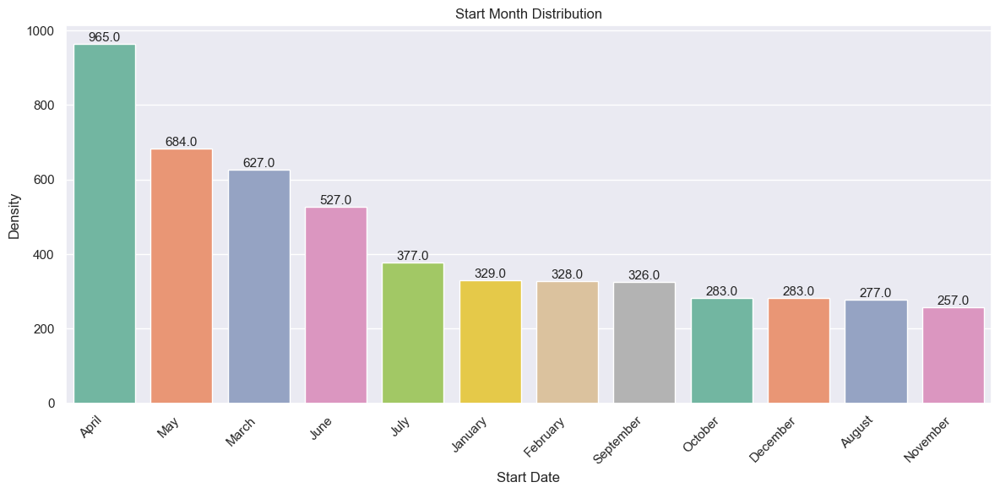 Start Month Distribution
1000
800
600
400
200
0
Density
965.0
684.0
627.0
527.0
377.0
329.0
328.0
326.0
283.0
283.0
277.0
257.0
April
May
March
June
July
January
February
September
October
December
August
November
Start Date